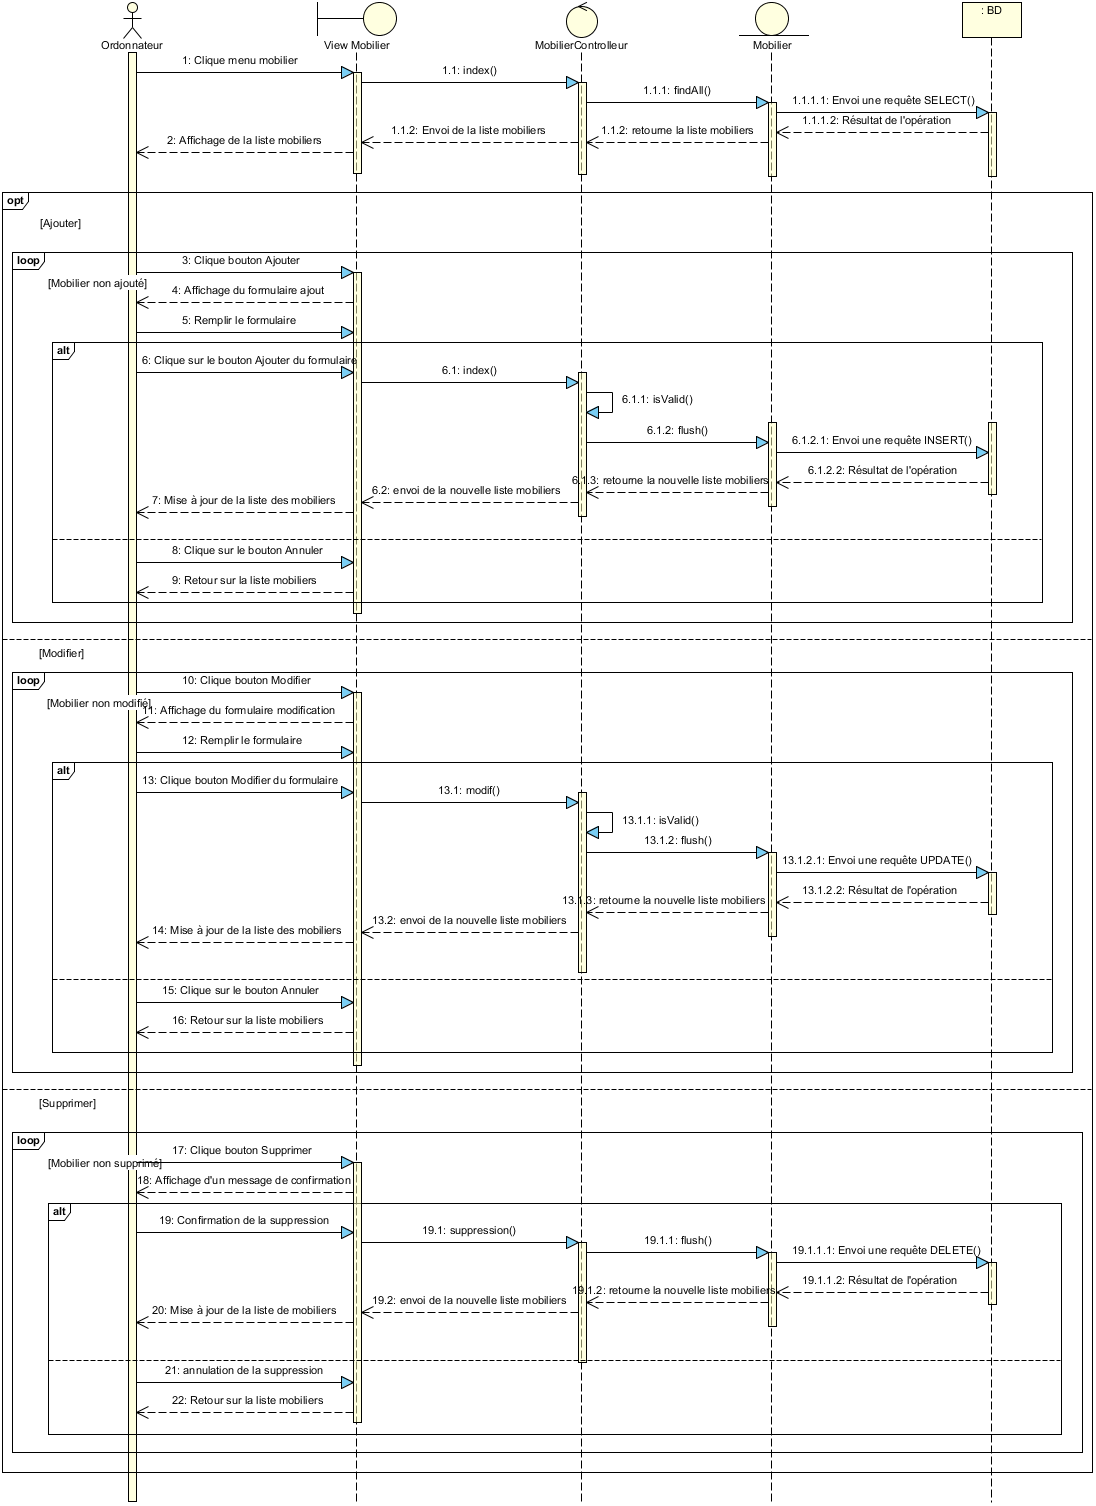 Ordonnateur
View Mobilier
MobilierControlleur
Mobilier
: BD
1: Clique menu mobilier
1.1: index()
1.1.1: findAll()
1.1.1.1: Envoi une requête SELECT()
1.1.1.2: Résultat de l'opération
1.1.2: retourne la liste mobiliers
1.1.2: Envoi de la liste mobiliers
2: Affichage de la liste mobiliers
opt
[Ajouter]
loop
[Mobilier non ajouté]
3: Clique bouton Ajouter
4: Affichage du formulaire ajout
5: Remplir le formulaire
alt
6: Clique sur le bouton Ajouter du formulaire
6.1: index()
6.1.1: isValid()
6.1.2: flush()
6.1.2.1: Envoi une requête INSERT()
6.1.2.2: Résultat de l'opération
6.1.3: retourne la nouvelle liste mobiliers
6.2: envoi de la nouvelle liste mobiliers
7: Mise à jour de la liste des mobiliers
8: Clique sur le bouton Annuler
9: Retour sur la liste mobiliers
[Modifier]
loop
[Mobilier non modifié]
10: Clique bouton Modifier
11: Affichage du formulaire modification
12: Remplir le formulaire
alt
13: Clique bouton Modifier du formulaire
13.1: modif()
13.1.1: isValid()
13.1.2: flush()
13.1.2.1: Envoi une requête UPDATE()
13.1.2.2: Résultat de l'opération
13.1.3: retourne la nouvelle liste mobiliers
13.2: envoi de la nouvelle liste mobiliers
14: Mise à jour de la liste des mobiliers
15: Clique sur le bouton Annuler
16: Retour sur la liste mobiliers
[Supprimer]
loop
[Mobilier non supprimé]
17: Clique bouton Supprimer
18: Affichage d'un message de confirmation
alt
19: Confirmation de la suppression
19.1: suppression()
19.1.1: flush()
19.1.1.1: Envoi une requête DELETE()
19.1.1.2: Résultat de l'opération
19.1.2: retourne la nouvelle liste mobiliers
19.2: envoi de la nouvelle liste mobiliers
20: Mise à jour de la liste de mobiliers
21: annulation de la suppression
22: Retour sur la liste mobiliers